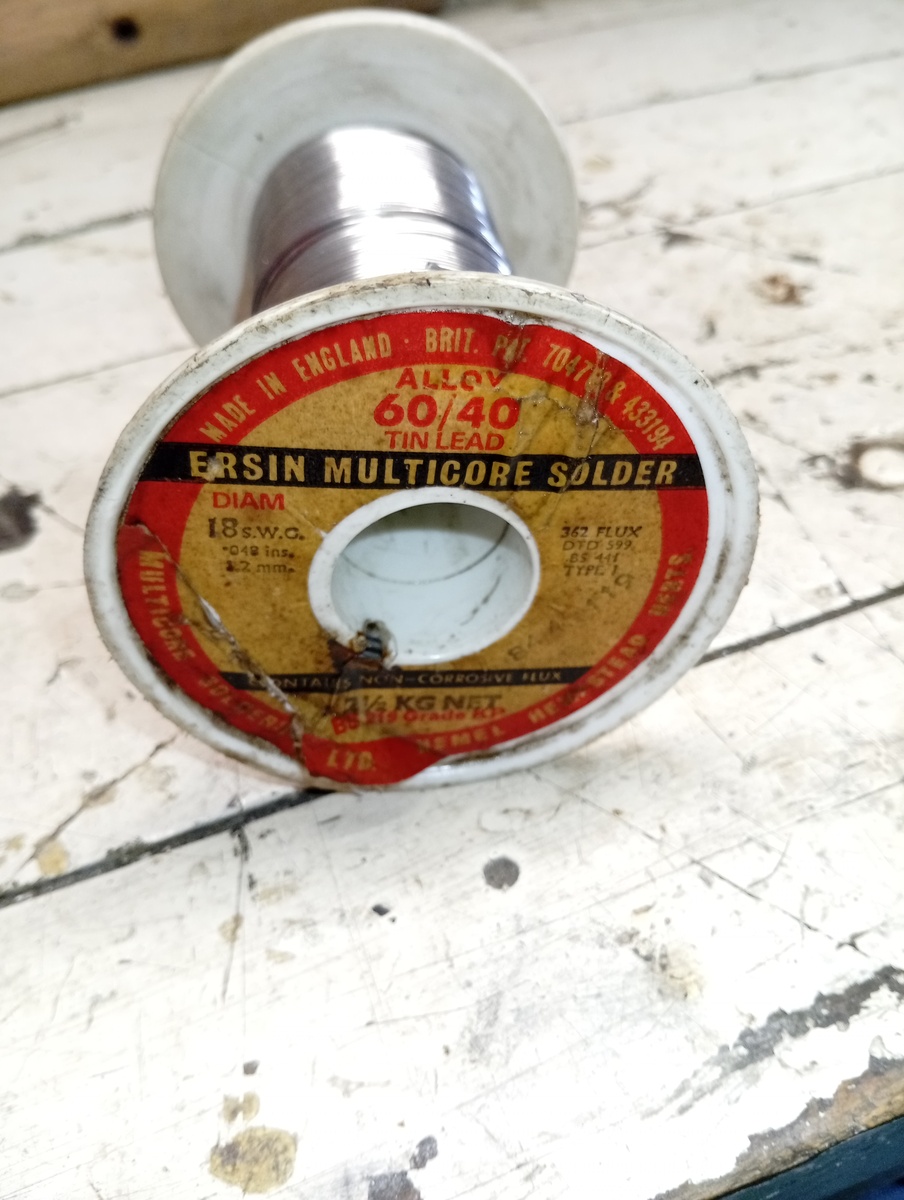 MADE IN ENGLAND · BRIT. PAT. & 433194
ALLOY
60/40
TIN LEAD
ERSIN MULTICORE SOLDER
DIAM
18 s.w.g.
·048 ins.
1.2 mm.
362 FLUX
DTD 599
BS 441
TYPE 1
CONTAINS NON-CORROSIVE FLUX
½ KG NET
BS 219 Grade
MULTICORE SOLDERS LTD. HEMEL HEMPSTEAD HERTS